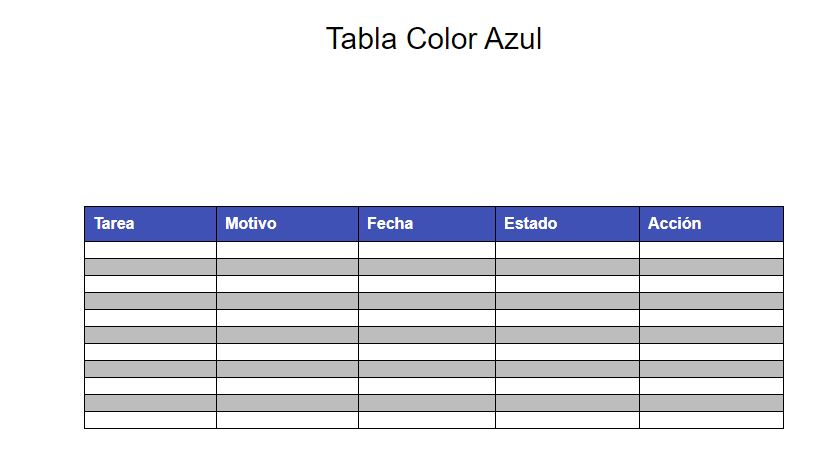 Tabla Color Azul
Tarea Motivo Fecha Estado Acción